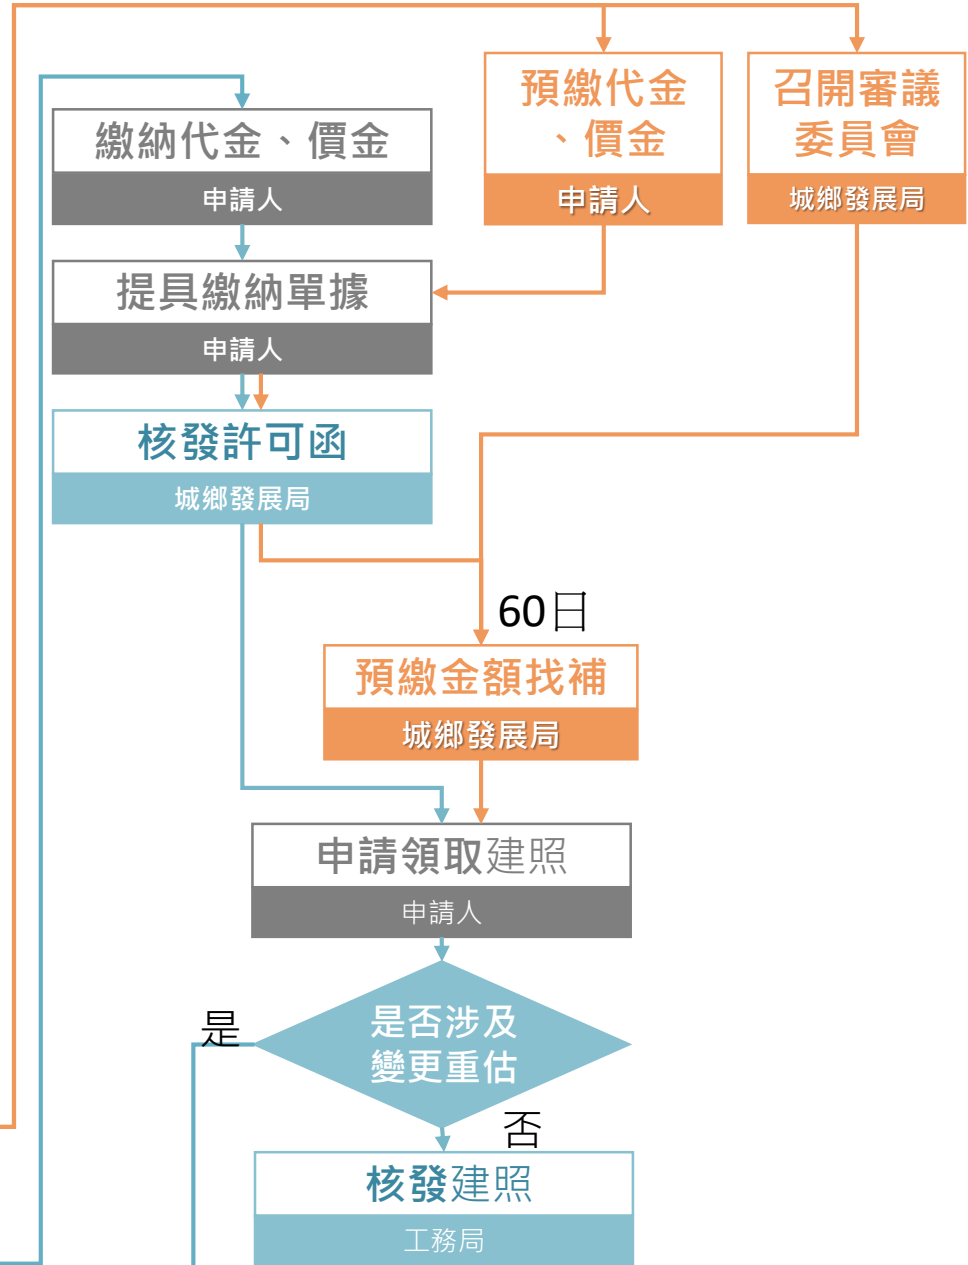 預繳代金
、價金
申請人
召開審議
委員會
城鄉發展局
繳納代金、價金
申請人
提具繳納單據
申請人
核發許可函
城鄉發展局
60日
預繳金額找補
城鄉發展局
申請領取建照
申請人
是
是否涉及
變更重估
否
核發建照
工務局